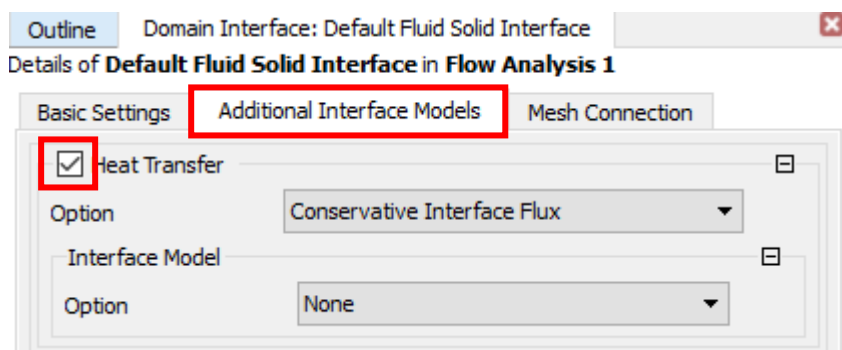 Outline Domain Interface: Default Fluid Solid Interface
Details of Default Fluid Solid Interface in Flow Analysis 1
Basic Settings Additional Interface Models Mesh Connection
Heat Transfer
Option Conservative Interface Flux
Interface Model
Option None